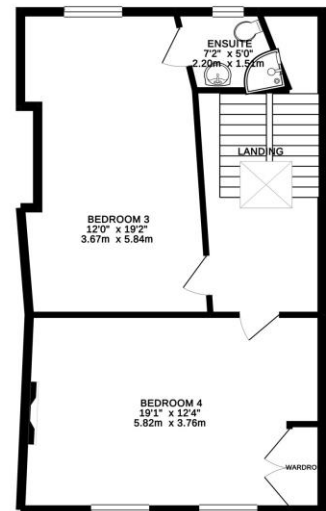 ENSUITE
7'2" x 5'0"
2.20m x 1.51m
LANDING
BEDROOM 3
12'0" x 19'2"
3.67m x 5.84m
BEDROOM 4
19'1" x 12'4"
5.82m x 3.76m
WARDRO